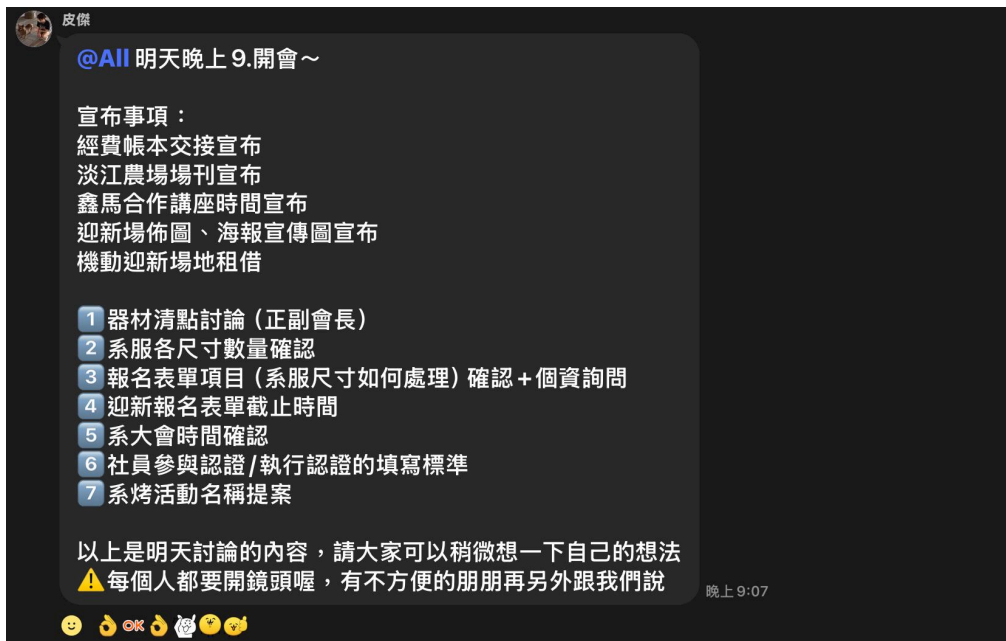 皮傑
@All 明天晚上9.開會～
宣布事項：
經費帳本交接宣布
淡江農場場刊宣布
鑫馬合作講座時間宣布
迎新場佈圖、海報宣傳圖宣布
機動迎新場地租借
1️⃣器材清點討論（正副會長）
2️⃣系服各尺寸數量確認
3️⃣報名表單項目（系服尺寸如何處理）確認+個資詢問
4️⃣迎新報名表單截止時間
5️⃣系大會時間確認
6️⃣社員參與認證/執行認證的填寫標準
7️⃣系烤活動名稱提案
以上是明天討論的內容，請大家可以稍微想一下自己的想法
⚠️每個人都要開鏡頭喔，有不方便的朋朋再另外跟我們說
晚上9:07
OK